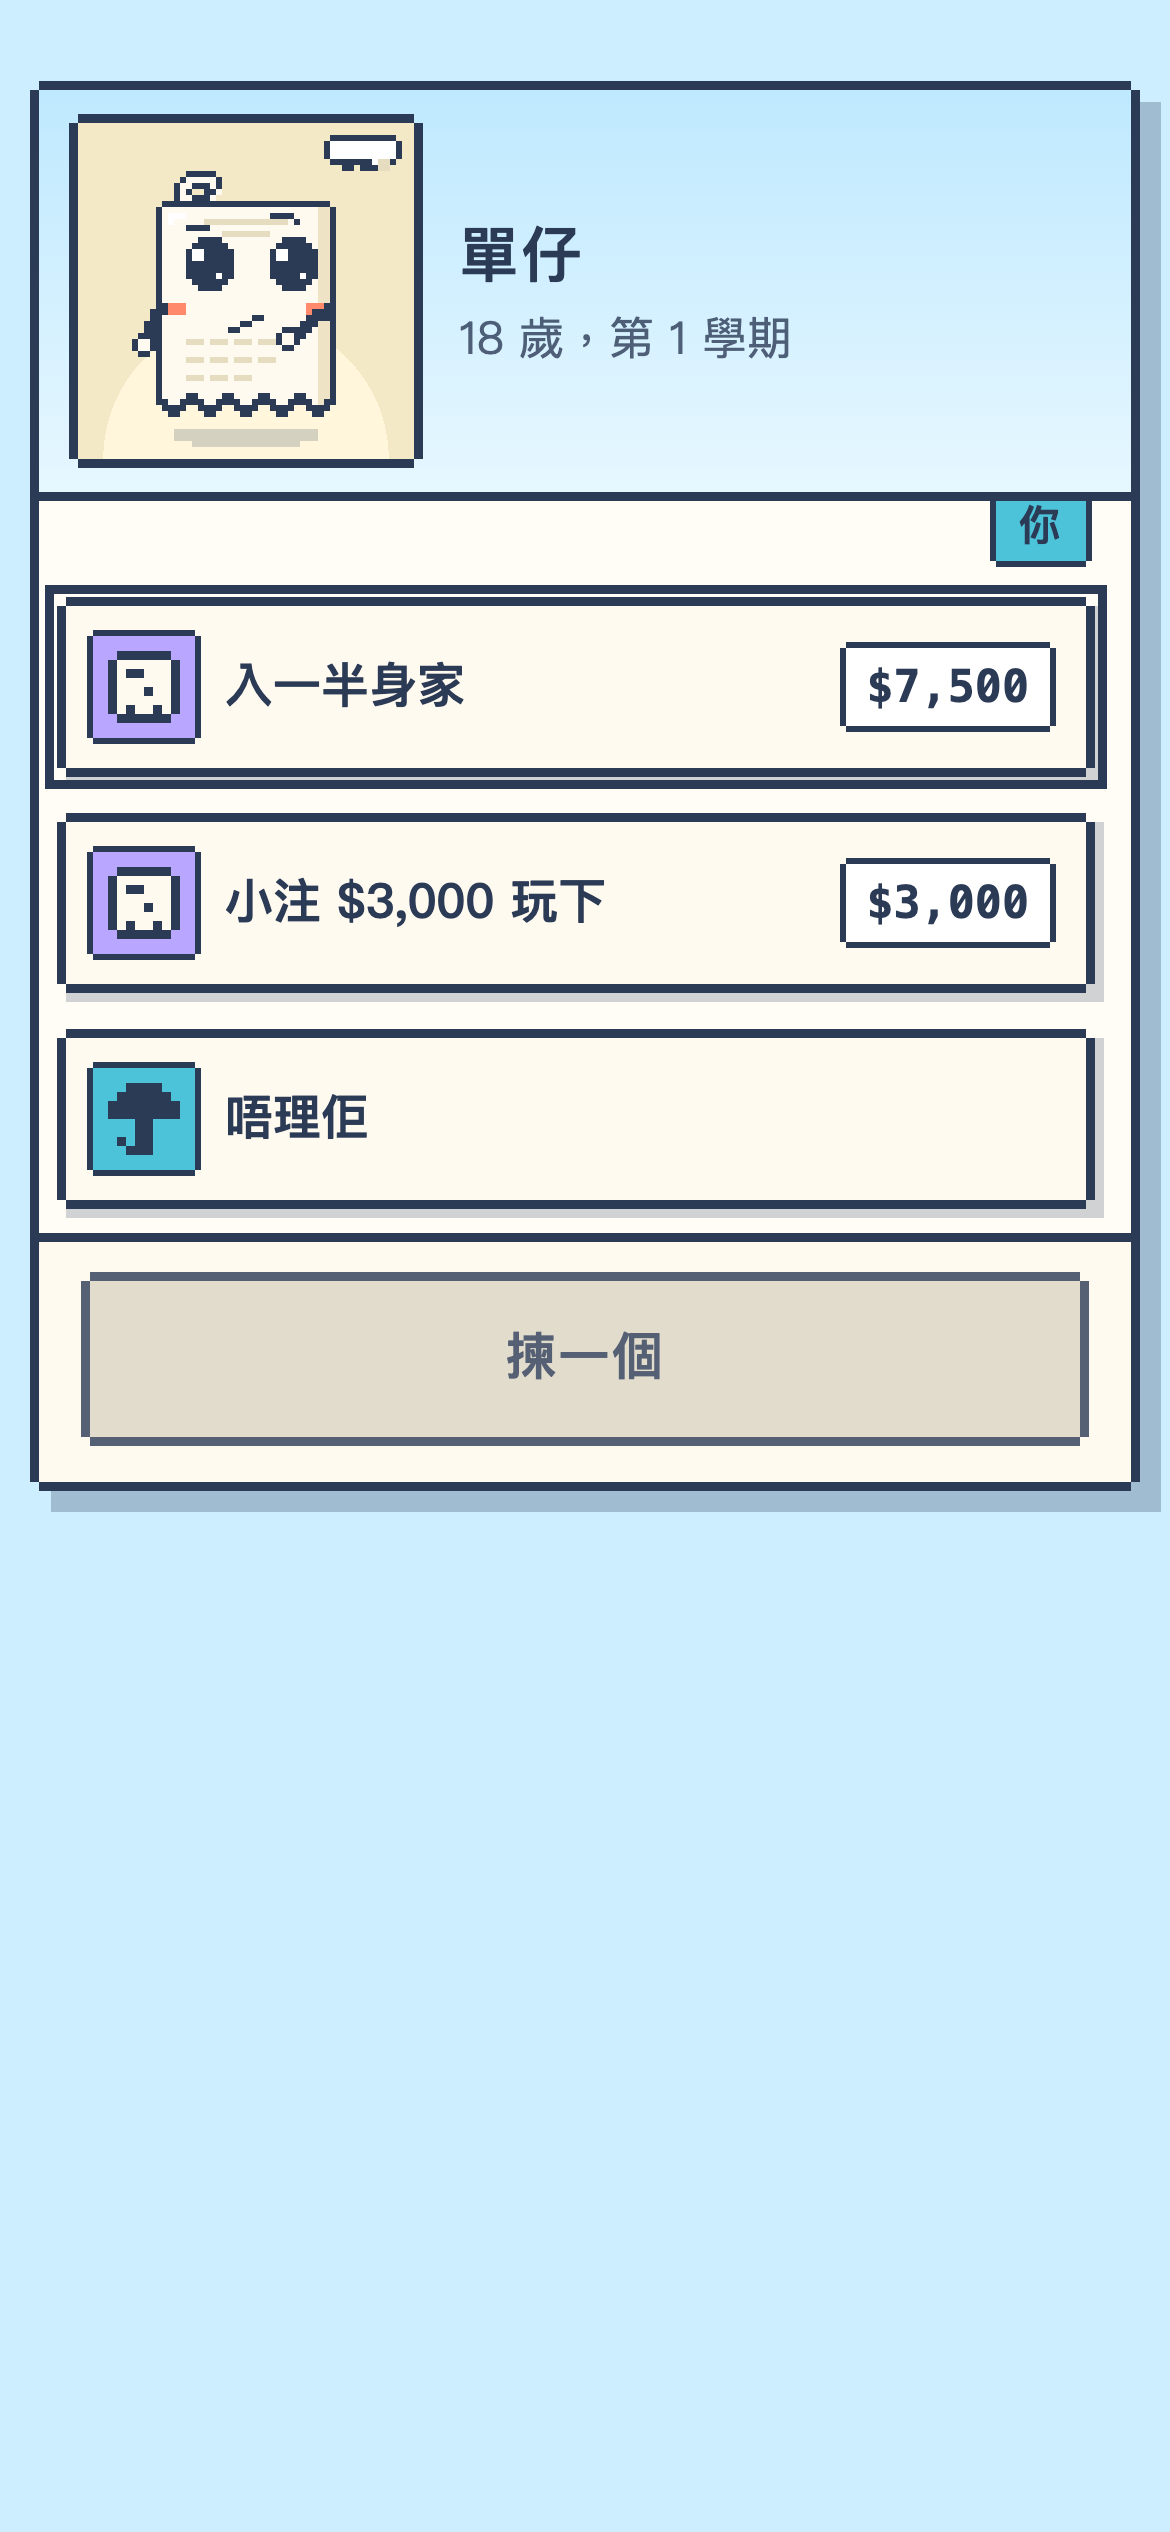 單仔
18 歲，第 1 學期
你
入一半身家
$7,500
小注 $3,000 玩下
$3,000
唔理佢
揀一個